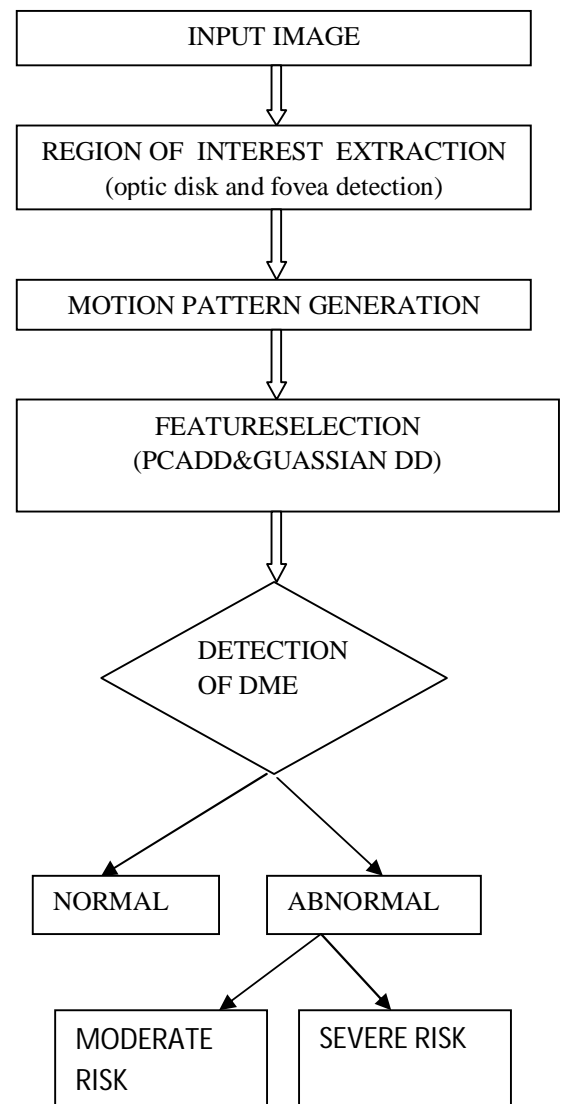 INPUT IMAGE
REGION OF INTEREST EXTRACTION
(optic disk and fovea detection)
MOTION PATTERN GENERATION
FEATURESELECTION
(PCADD&GUASSIAN DD)
DETECTION
OF DME
NORMAL
ABNORMAL
MODERATE
RISK
SEVERE RISK